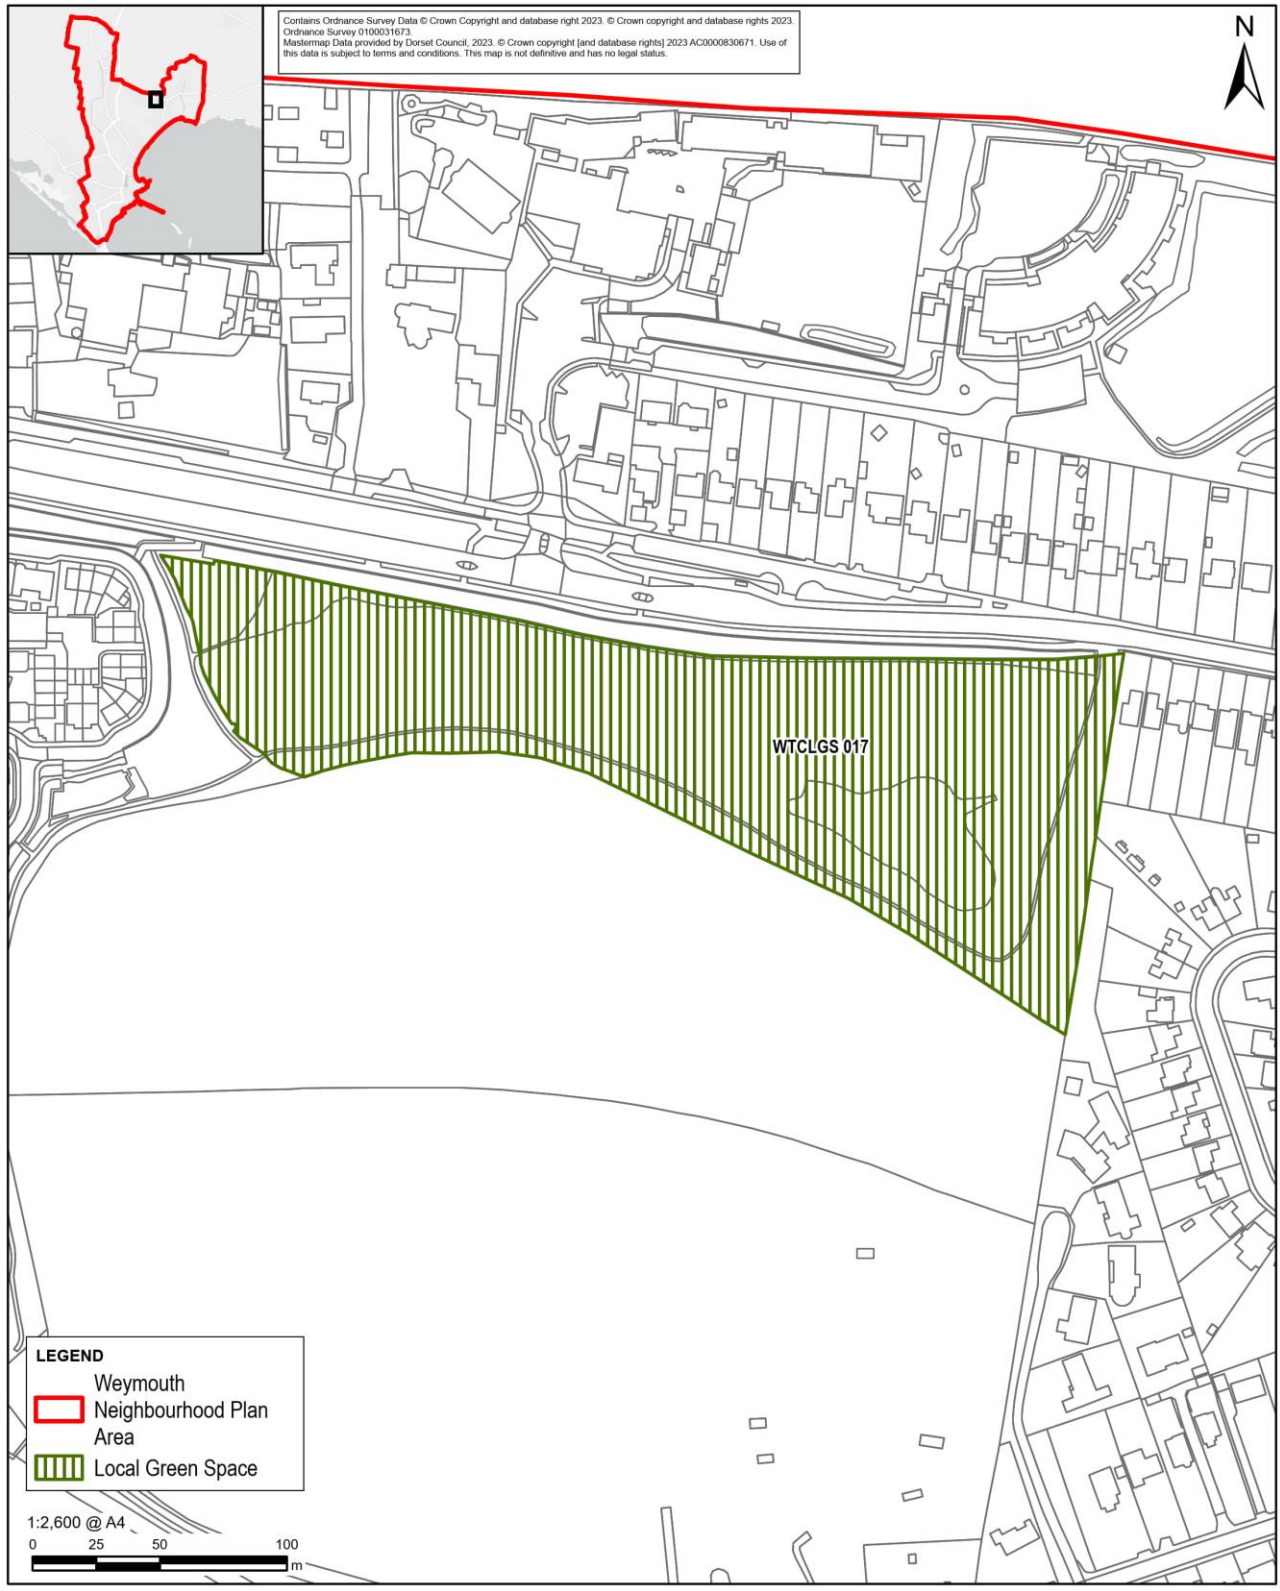 Contains Ordnance Survey Data © Crown Copyright and database right 2023. © Crown copyright and database rights 2023.
Ordnance Survey 0100031673.
Mastermap Data provided by Dorset Council, 2023. © Crown copyright [and database rights] 2023 AC0000830671. Use of
this data is subject to terms and conditions. This map is not definitive and has no legal status.
N
WTCLGS 017
LEGEND
Weymouth
Neighbourhood Plan
Area
Local Green Space
1:2,600 @ A4
0 25 50 100
m